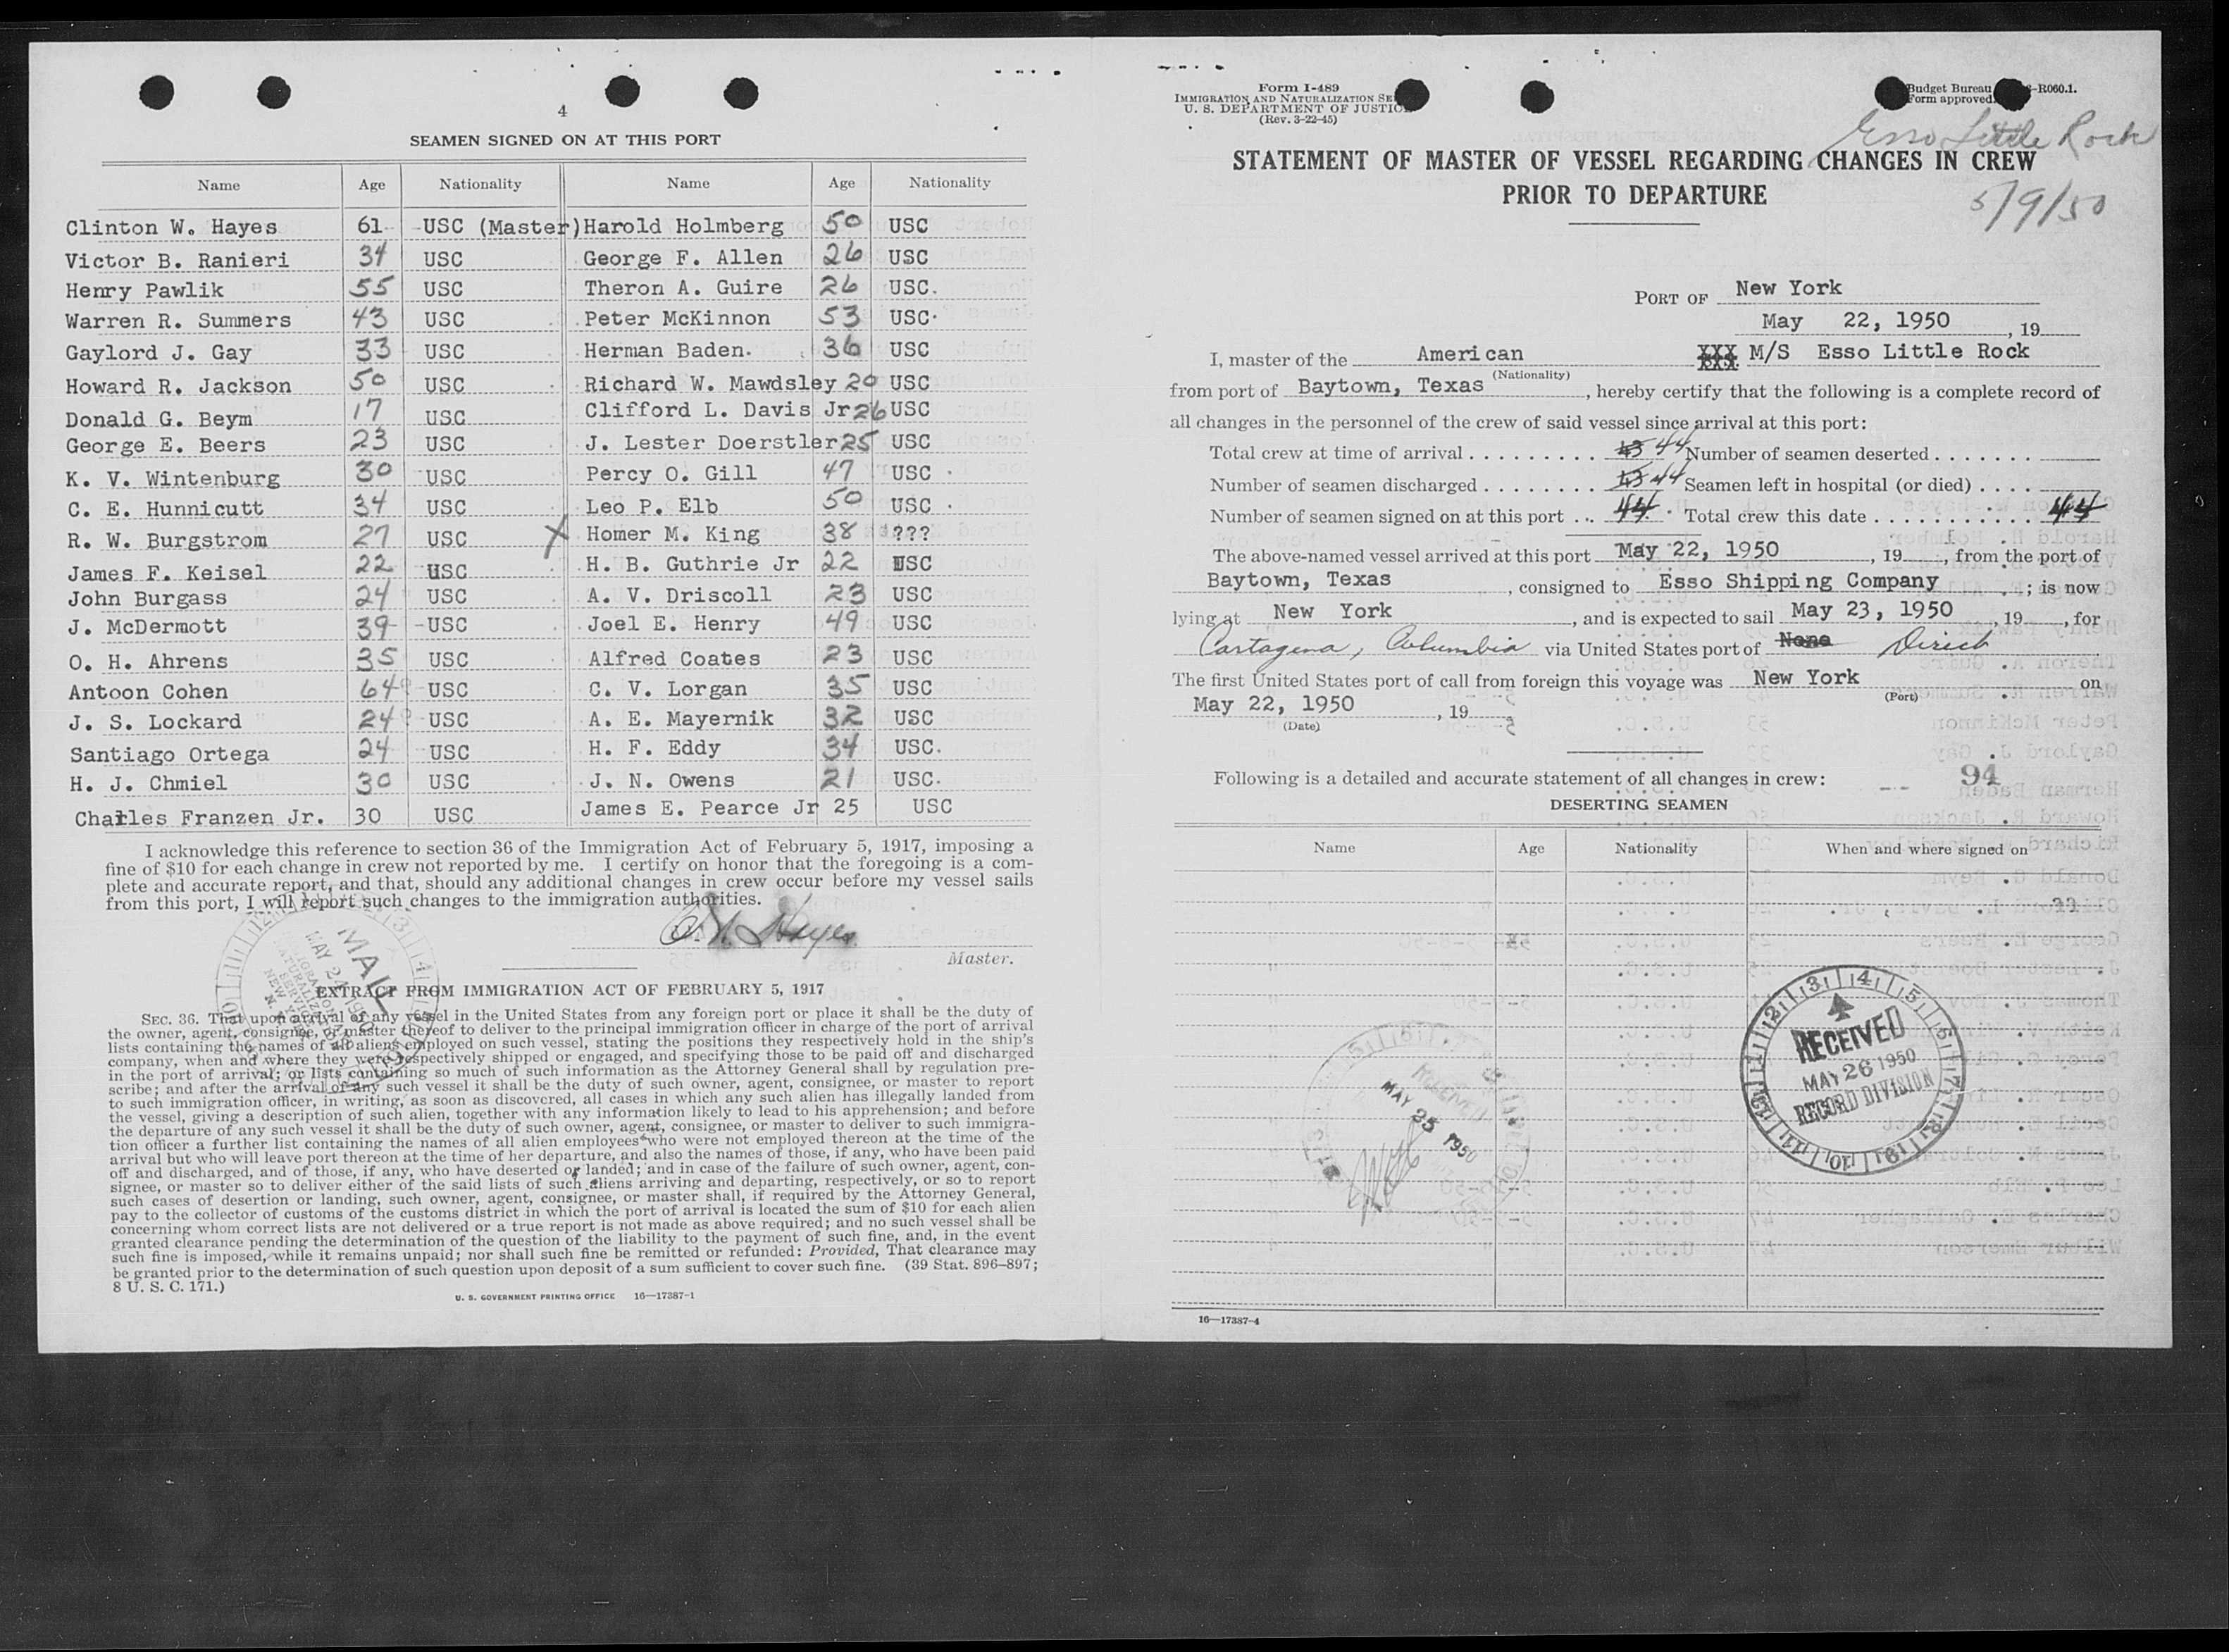 4
SEAMEN SIGNED ON AT THIS PORT
Name Age Nationality Name Age Nationality
Clinton W. Hayes 61 USC (Master) Harold Holmberg 50 USC
Victor B. Ranieri 34 USC George F. Allen 26 USC
Henry Pawlik 55 USC Theron A. Guire 26 USC.
Warren R. Summers 43 USC Peter McKinnon 53 USC.
Gaylord J. Gay 33 USC Herman Baden. 36 USC
Howard R. Jackson 50 USC Richard W. Mawdsley 20 USC
Donald G. Beym 17 USC Clifford L. Davis Jr 26 USC
George E. Beers 23 USC J. Lester Doerstler 25 USC
K. V. Wintenburg 30 USC Percy O. Gill 47 USC
C. E. Hunnicutt 34 USC Leo P. Elb 50 USC
R. W. Burgstrom 27 USC X Homer M. King 38 ???
James F. Keisel 22 USC H. B. Guthrie Jr 22 USC
John Burgass 24 USC A. V. Driscoll 23 USC
J. McDermott 39 USC Joel E. Henry 49 USC
O. H. Ahrens 35 USC Alfred Coates 23 USC
Antoon Cohen 64 USC C. V. Lorgan 35 USC
J. S. Lockard 24 USC A. E. Mayernik 32 USC
Santiago Ortega 24 USC H. F. Eddy 34 USC.
H. J. Chmiel 30 USC J. N. Owens 21 USC.
Charles Franzen Jr. 30 USC James E. Pearce Jr 25 USC
I acknowledge this reference to section 36 of the Immigration Act of February 5, 1917, imposing a
fine of $10 for each change in crew not reported by me. I certify on honor that the foregoing is a com-
plete and accurate report, and that, should any additional changes in crew occur before my vessel sails
from this port, I will report such changes to the immigration authorities.
C. W. Hayes
Master.
MAIL
MAY 24 1950
EXTRACT FROM IMMIGRATION ACT OF FEBRUARY 5, 1917
SEC. 36. That upon arrival of any vessel in the United States from any foreign port or place it shall be the duty of
the owner, agent, consignee, or master thereof to deliver to the principal immigration officer in charge of the port of arrival
lists containing the names of all aliens employed on such vessel, stating the positions they respectively hold in the ship's
company, when and where they were respectively shipped or engaged, and specifying those to be paid off and discharged
in the port of arrival; or lists containing so much of such information as the Attorney General shall by regulation pre-
scribe; and after the arrival of any such vessel it shall be the duty of such owner, agent, consignee, or master to report
to such immigration officer, in writing, as soon as discovered, all cases in which any such alien has illegally landed from
the vessel, giving a description of such alien, together with any information likely to lead to his apprehension; and before
the departure of any such vessel it shall be the duty of such owner, agent, consignee, or master to deliver to such immigra-
tion officer a further list containing the names of all alien employees who were not employed thereon at the time of the
arrival but who will leave port thereon at the time of her departure, and also the names of those, if any, who have been paid
off and discharged, and of those, if any, who have deserted or landed; and in case of the failure of such owner, agent, con-
signee, or master so to deliver either of the said lists of such aliens arriving and departing, respectively, or so to report
such cases of desertion or landing, such owner, agent, consignee, or master shall, if required by the Attorney General,
pay to the collector of customs of the customs district in which the port of arrival is located the sum of $10 for each alien
concerning whom correct lists are not delivered or a true report is not made as above required; and no such vessel shall be
granted clearance pending the determination of the question of the liability to the payment of such fine, and, in the event
such fine is imposed, while it remains unpaid; nor shall such fine be remitted or refunded: Provided, That clearance may
be granted prior to the determination of such question upon deposit of a sum sufficient to cover such fine. (39 Stat. 896–897;
8 U. S. C. 171.)
U. S. GOVERNMENT PRINTING OFFICE 16—17387-1
Form I-489
IMMIGRATION AND NATURALIZATION SE
U. S. DEPARTMENT OF JUSTIC
(Rev. 3-22-45)
Budget Bureau -R060.1.
Form approved.
Esso Little Rock
STATEMENT OF MASTER OF VESSEL REGARDING CHANGES IN CREW
PRIOR TO DEPARTURE
5/9/50
PORT OF New York
May 22, 1950, 19
I, master of the American XXX M/S Esso Little Rock
(Nationality)
from port of Baytown, Texas, hereby certify that the following is a complete record of
all changes in the personnel of the crew of said vessel since arrival at this port:
Total crew at time of arrival 43 44 Number of seamen deserted
Number of seamen discharged 43 44 Seamen left in hospital (or died)
Number of seamen signed on at this port 44 Total crew this date 44
The above-named vessel arrived at this port May 22, 1950, 19, from the port of
Baytown, Texas, consigned to Esso Shipping Company; is now
lying at New York, and is expected to sail May 23, 1950, 19, for
Cartagena, Columbia via United States port of None Direct
The first United States port of call from foreign this voyage was New York on
(Port)
May 22, 1950, 19
(Date)
Following is a detailed and accurate statement of all changes in crew: 94
DESERTING SEAMEN
Name Age Nationality When and where signed on
RECEIVED
MAY 26 1950
RECORD DIVISION
MAY 25 1950
16—17387-4